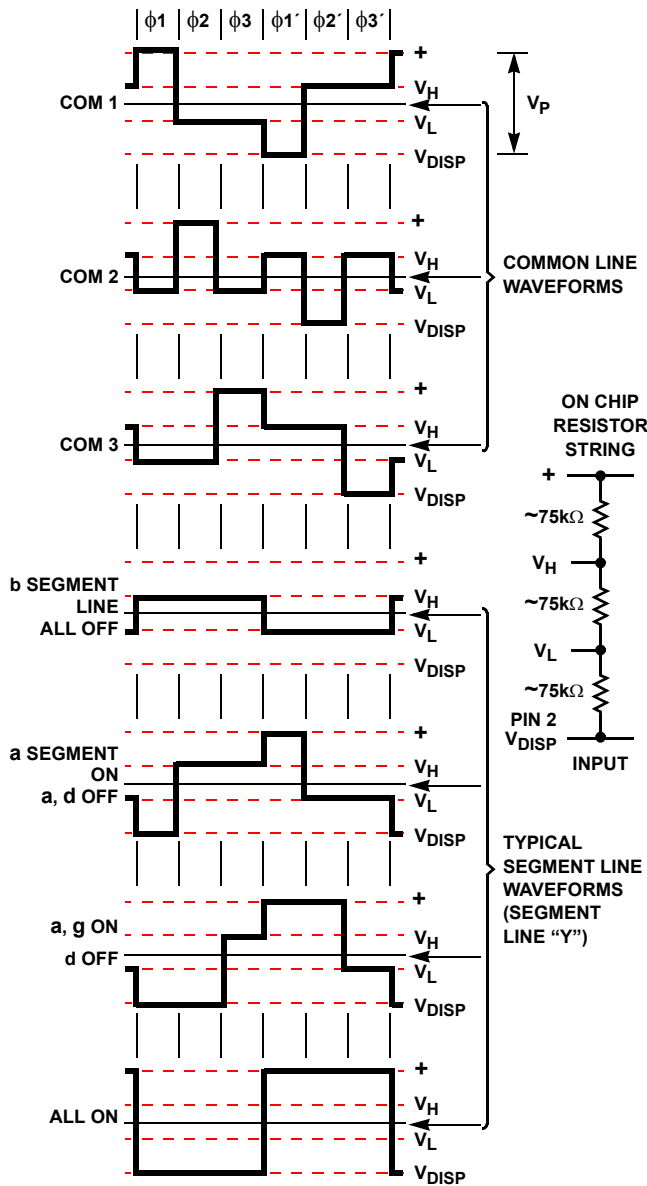 ϕ1 ϕ2 ϕ3 ϕ1´ ϕ2´ ϕ3´
COM 1
+
VH
VL
VDISP
VP
COM 2
+
VH
VL
VDISP
COMMON LINE
WAVEFORMS
COM 3
+
VH
VL
VDISP
ON CHIP
RESISTOR
STRING
+
~75kΩ
VH
~75kΩ
VL
~75kΩ
PIN 2
VDISP
INPUT
b SEGMENT
LINE
ALL OFF
+
VH
VL
VDISP
a SEGMENT
ON
a, d OFF
+
VH
VL
VDISP
TYPICAL
SEGMENT LINE
WAVEFORMS
(SEGMENT
LINE “Y”)
a, g ON
d OFF
+
VH
VL
VDISP
ALL ON
+
VH
VL
VDISP